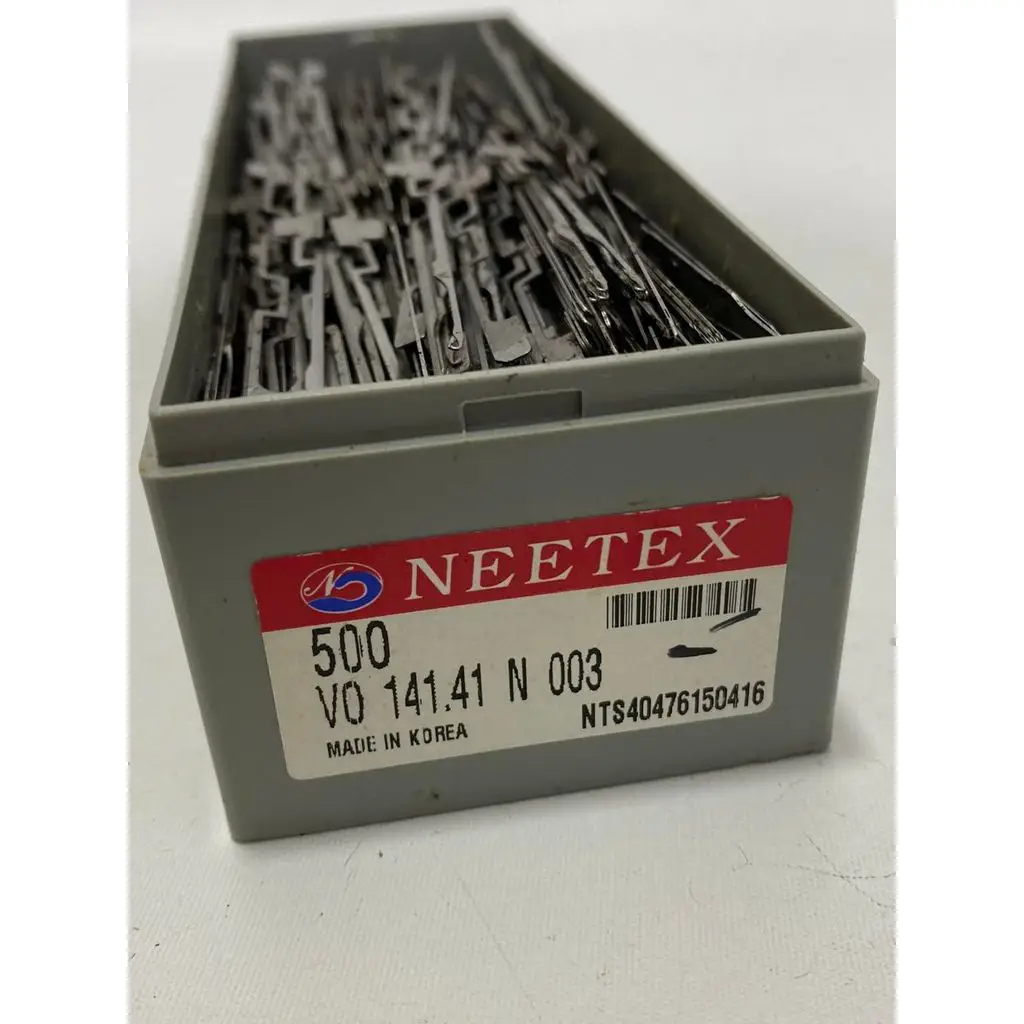 N NEETEX
500
VO 141.41 N 003
NTS40476150416
MADE IN KOREA